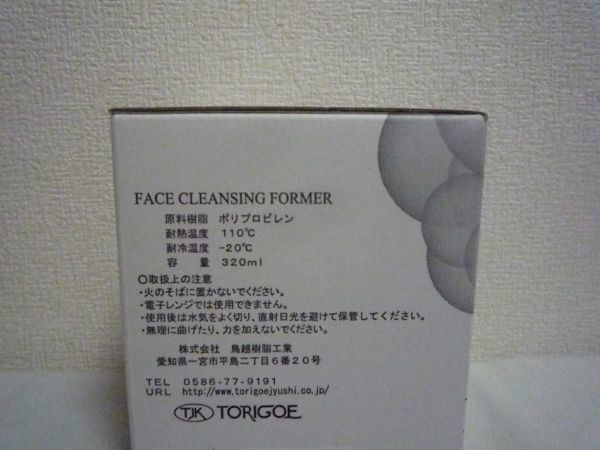 FACE CLEANSING FORMER
原料樹脂 ポリプロピレン
耐熱温度 110℃
耐冷温度 -20℃
容 量 320ml
〇取扱上の注意
・火のそばに置かないでください。
・電子レンジでは使用できません。
・使用後は水気をよく切り、直射日光を避けて保管してください。
・無理に曲げたり、力を加えないでください。
株式会社 鳥越樹脂工業
愛知県一宮市平島二丁目6番20号
TEL 0586-77-9191
URL http://www.torigoejyushi.co.jp/
TJK TORIGOE